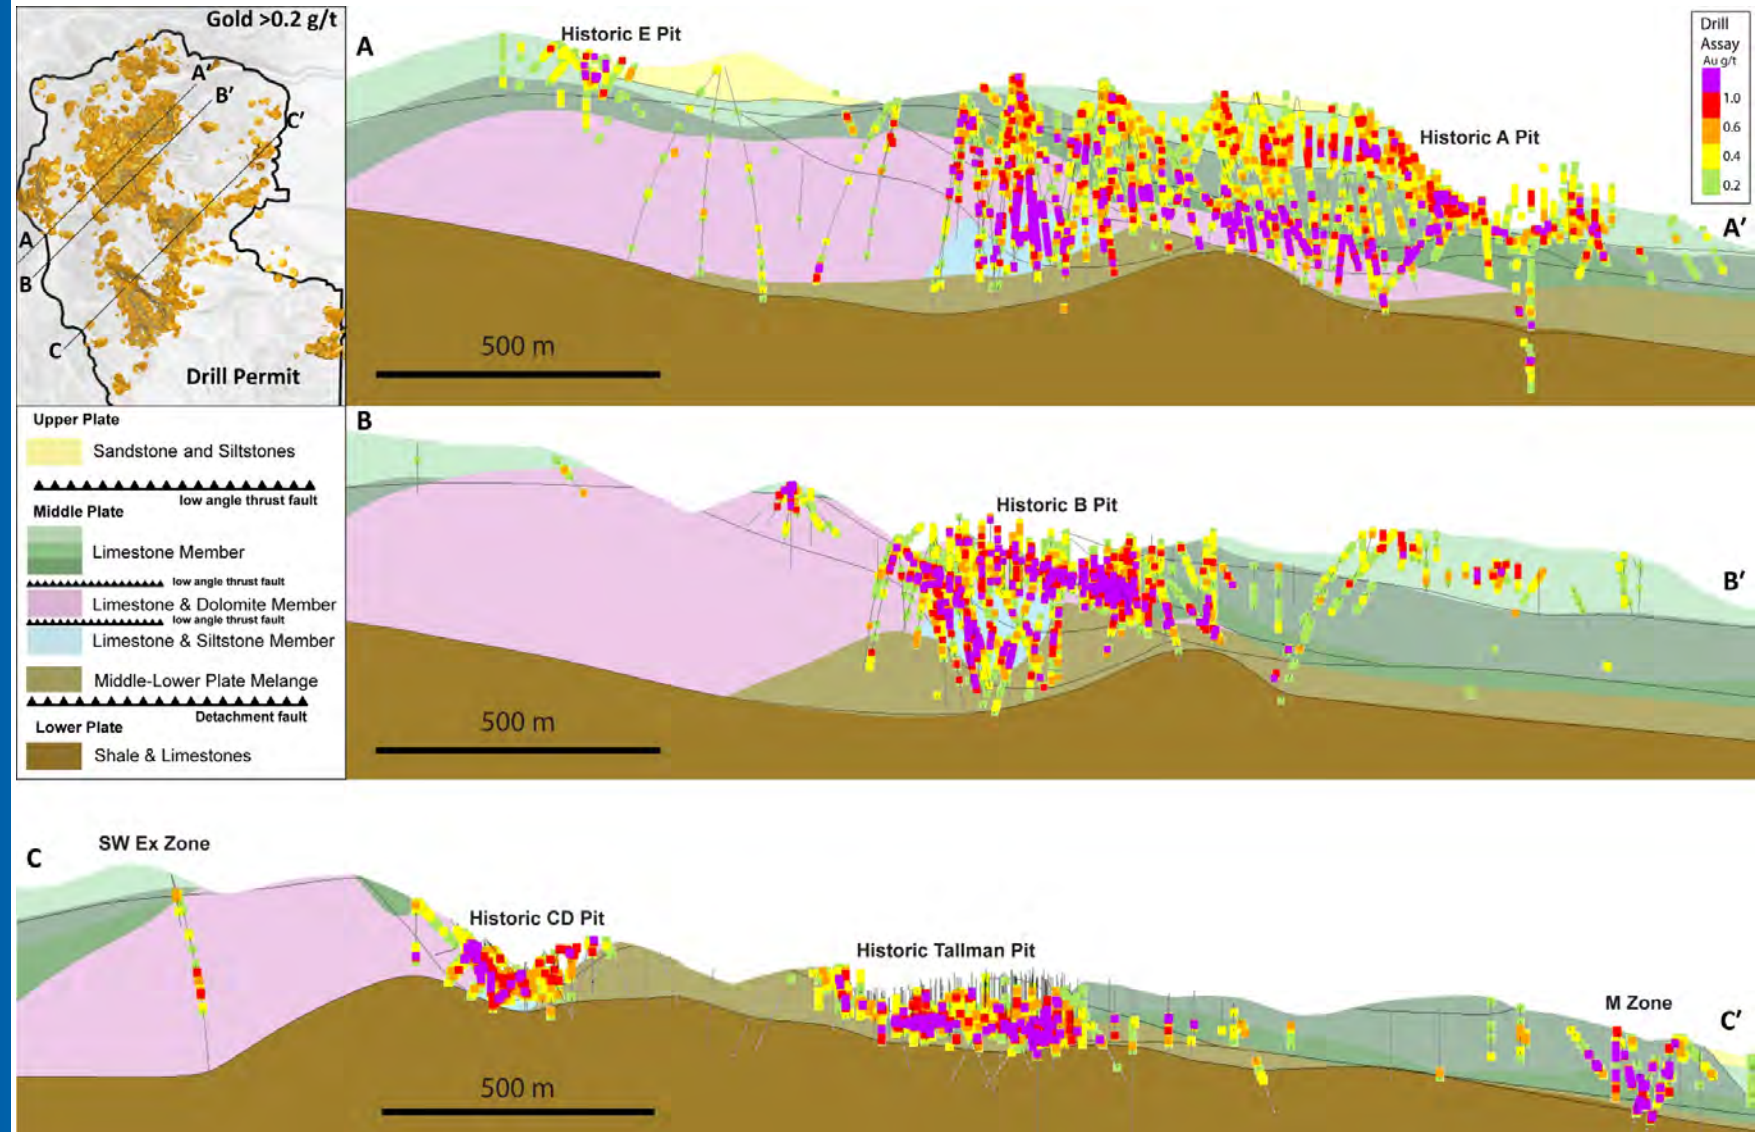 Gold >0.2 g/t
A'
B'
C'
A
B
C
Drill Permit
Upper Plate
Sandstone and Siltstones
low angle thrust fault
Middle Plate
Limestone Member
low angle thrust fault
Limestone & Dolomite Member
low angle thrust fault
Limestone & Siltstone Member
Middle-Lower Plate Melange
Detachment fault
Lower Plate
Shale & Limestones
A
Historic E Pit
Historic A Pit
A'
500 m
Drill
Assay
Au g/t
1.0
0.6
0.4
0.2
B
Historic B Pit
B'
500 m
C
SW Ex Zone
Historic CD Pit
Historic Tallman Pit
M Zone
C'
500 m